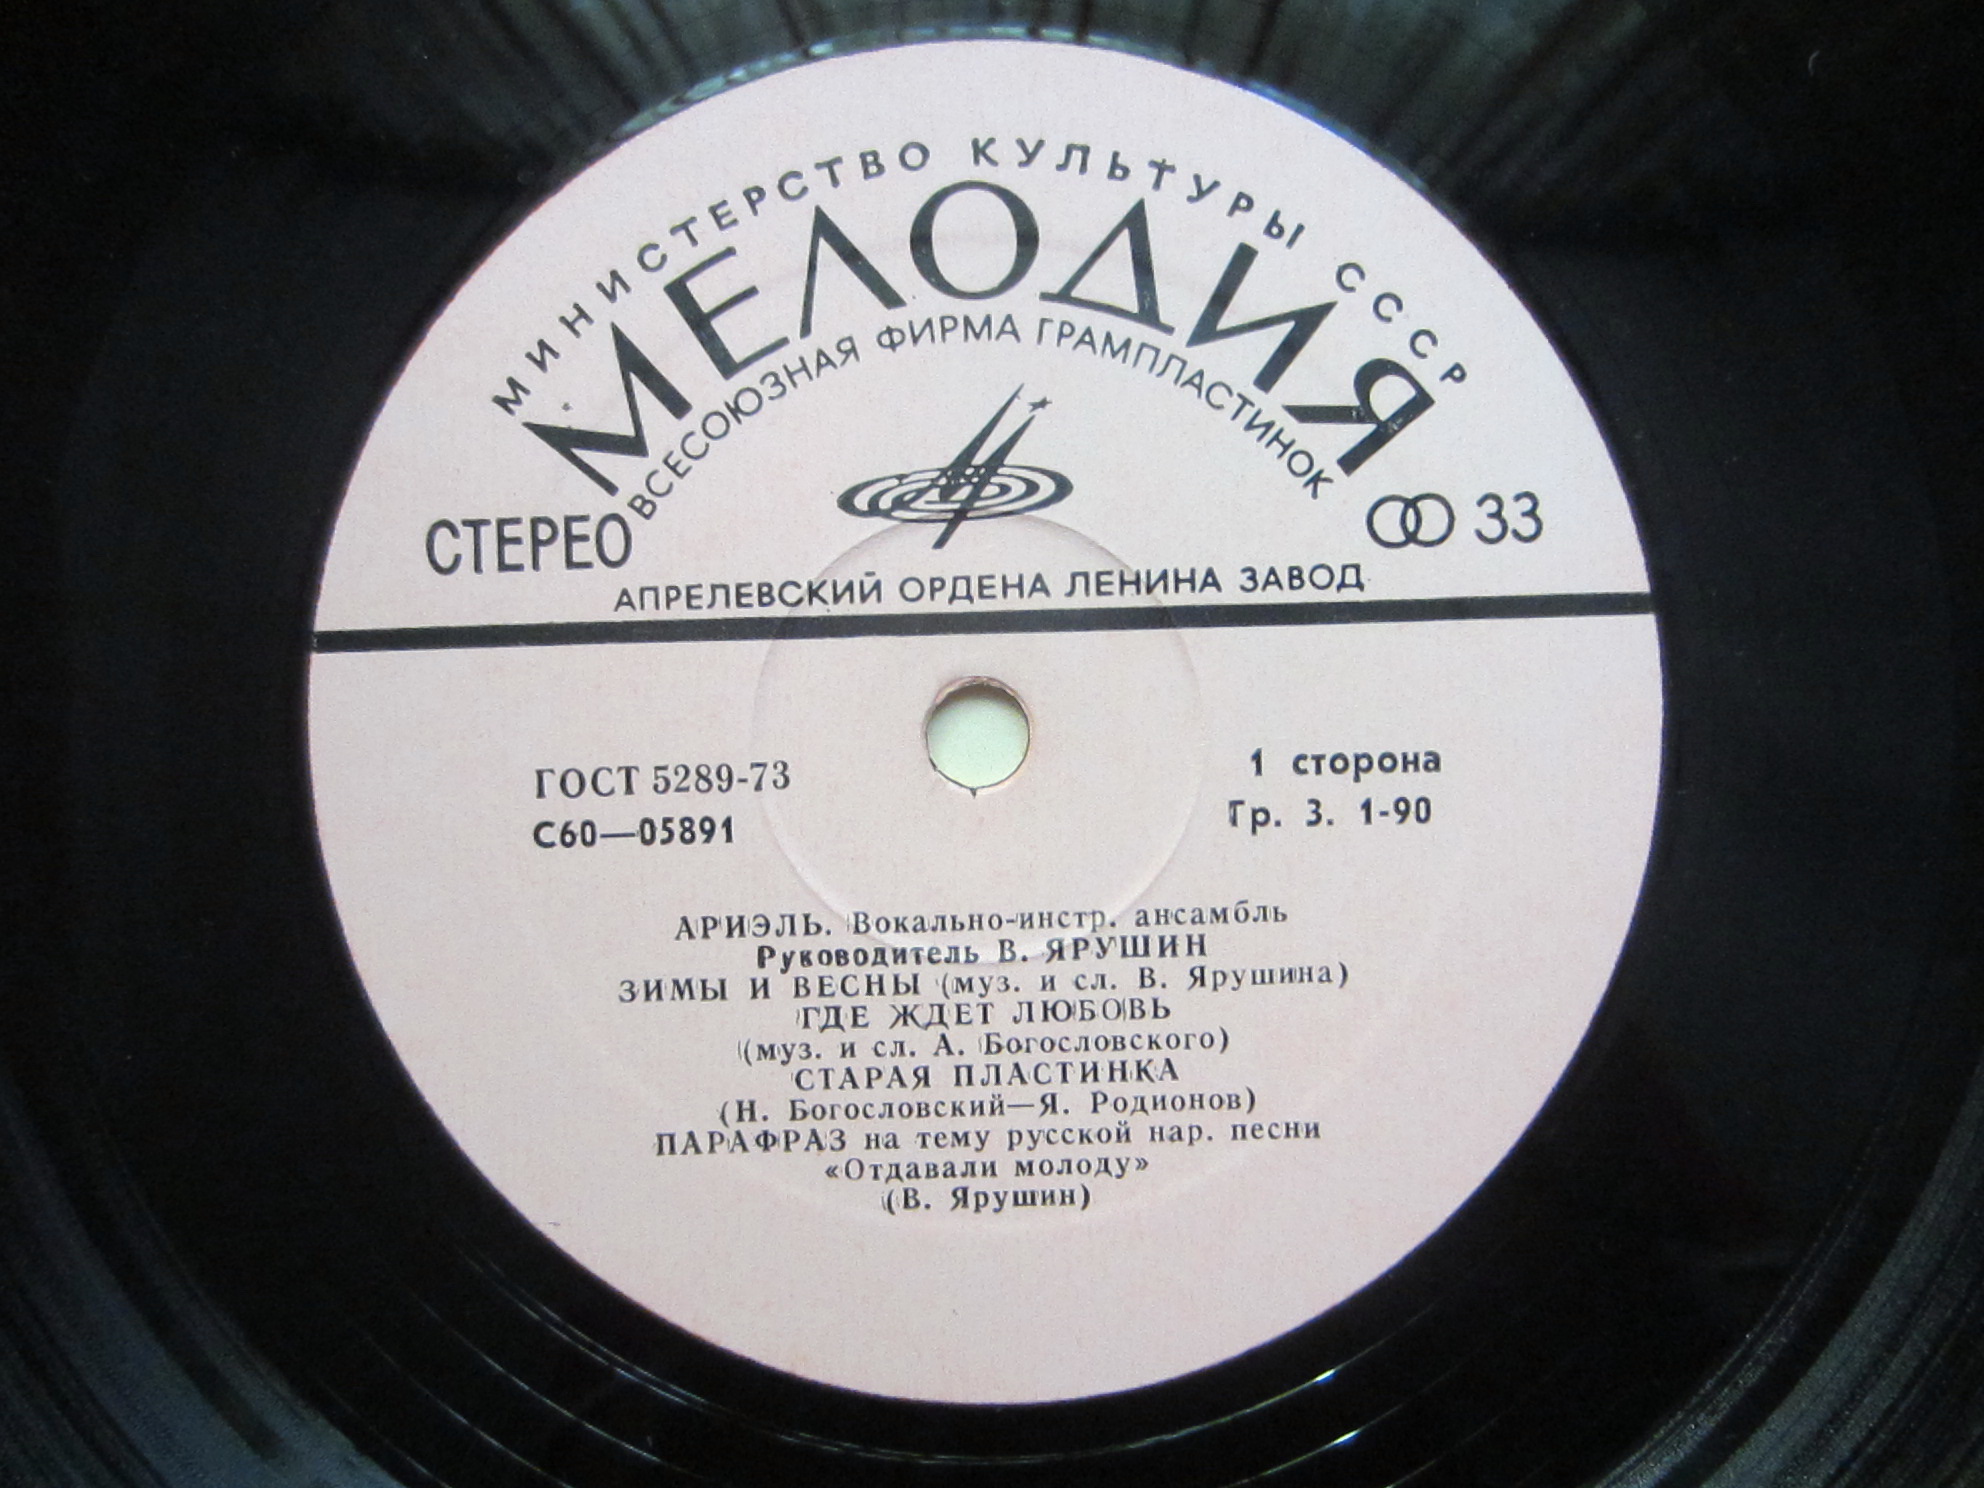 МИНИСТЕРСТВО КУЛЬТУРЫ СССР
МЕЛОДИЯ
ВСЕСОЮЗНАЯ ФИРМА ГРАМПЛАСТИНОК
СТЕРЕО
33
АПРЕЛЕВСКИЙ ОРДЕНА ЛЕНИНА ЗАВОД
ГОСТ 5289-73
1 сторона
С60—05891
Гр. 3. 1-90
АРИЭЛЬ. Вокально-инстр. ансамбль
Руководитель В. ЯРУШИН
ЗИМЫ И ВЕСНЫ (муз. и сл. В. Ярушина)
ГДЕ ЖДЕТ ЛЮБОВЬ
(муз. и сл. А. Богословского)
СТАРАЯ ПЛАСТИНКА
(Н. Богословский—Я. Родионов)
ПАРАФРАЗ на тему русской нар. песни
«Отдавали молоду»
(В. Ярушин)